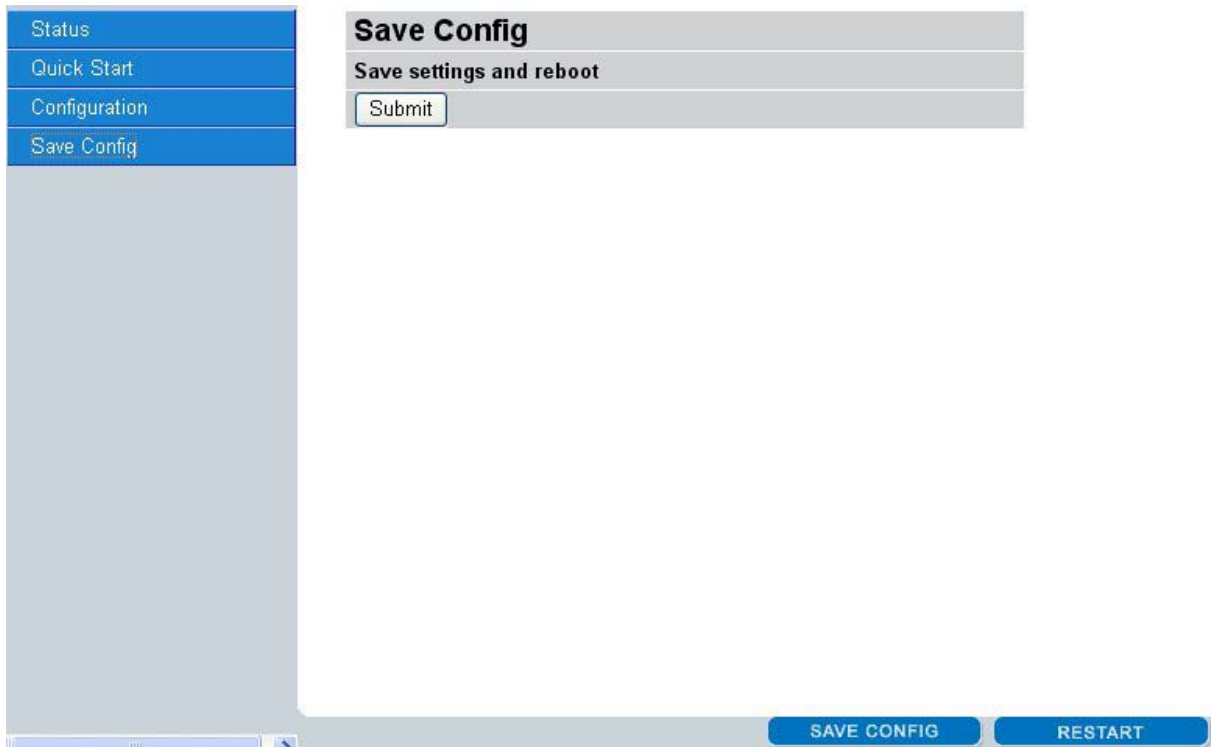 Status
Quick Start
Configuration
Save Config
Save Config
Save settings and reboot
Submit
SAVE CONFIG
RESTART